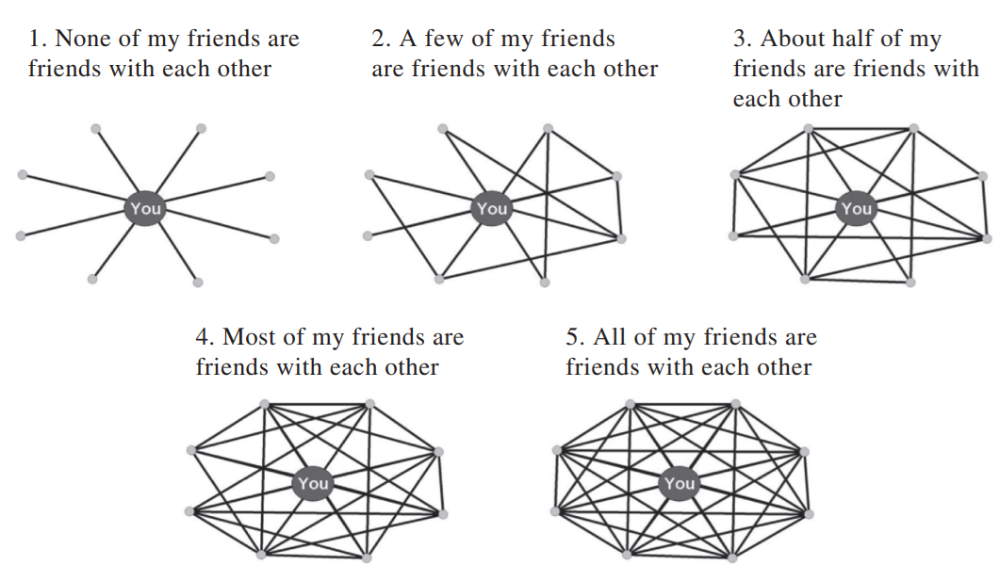 1. None of my friends are
friends with each other
You
2. A few of my friends
are friends with each other
You
3. About half of my
friends are friends with
each other
You
4. Most of my friends are
friends with each other
You
5. All of my friends are
friends with each other
You